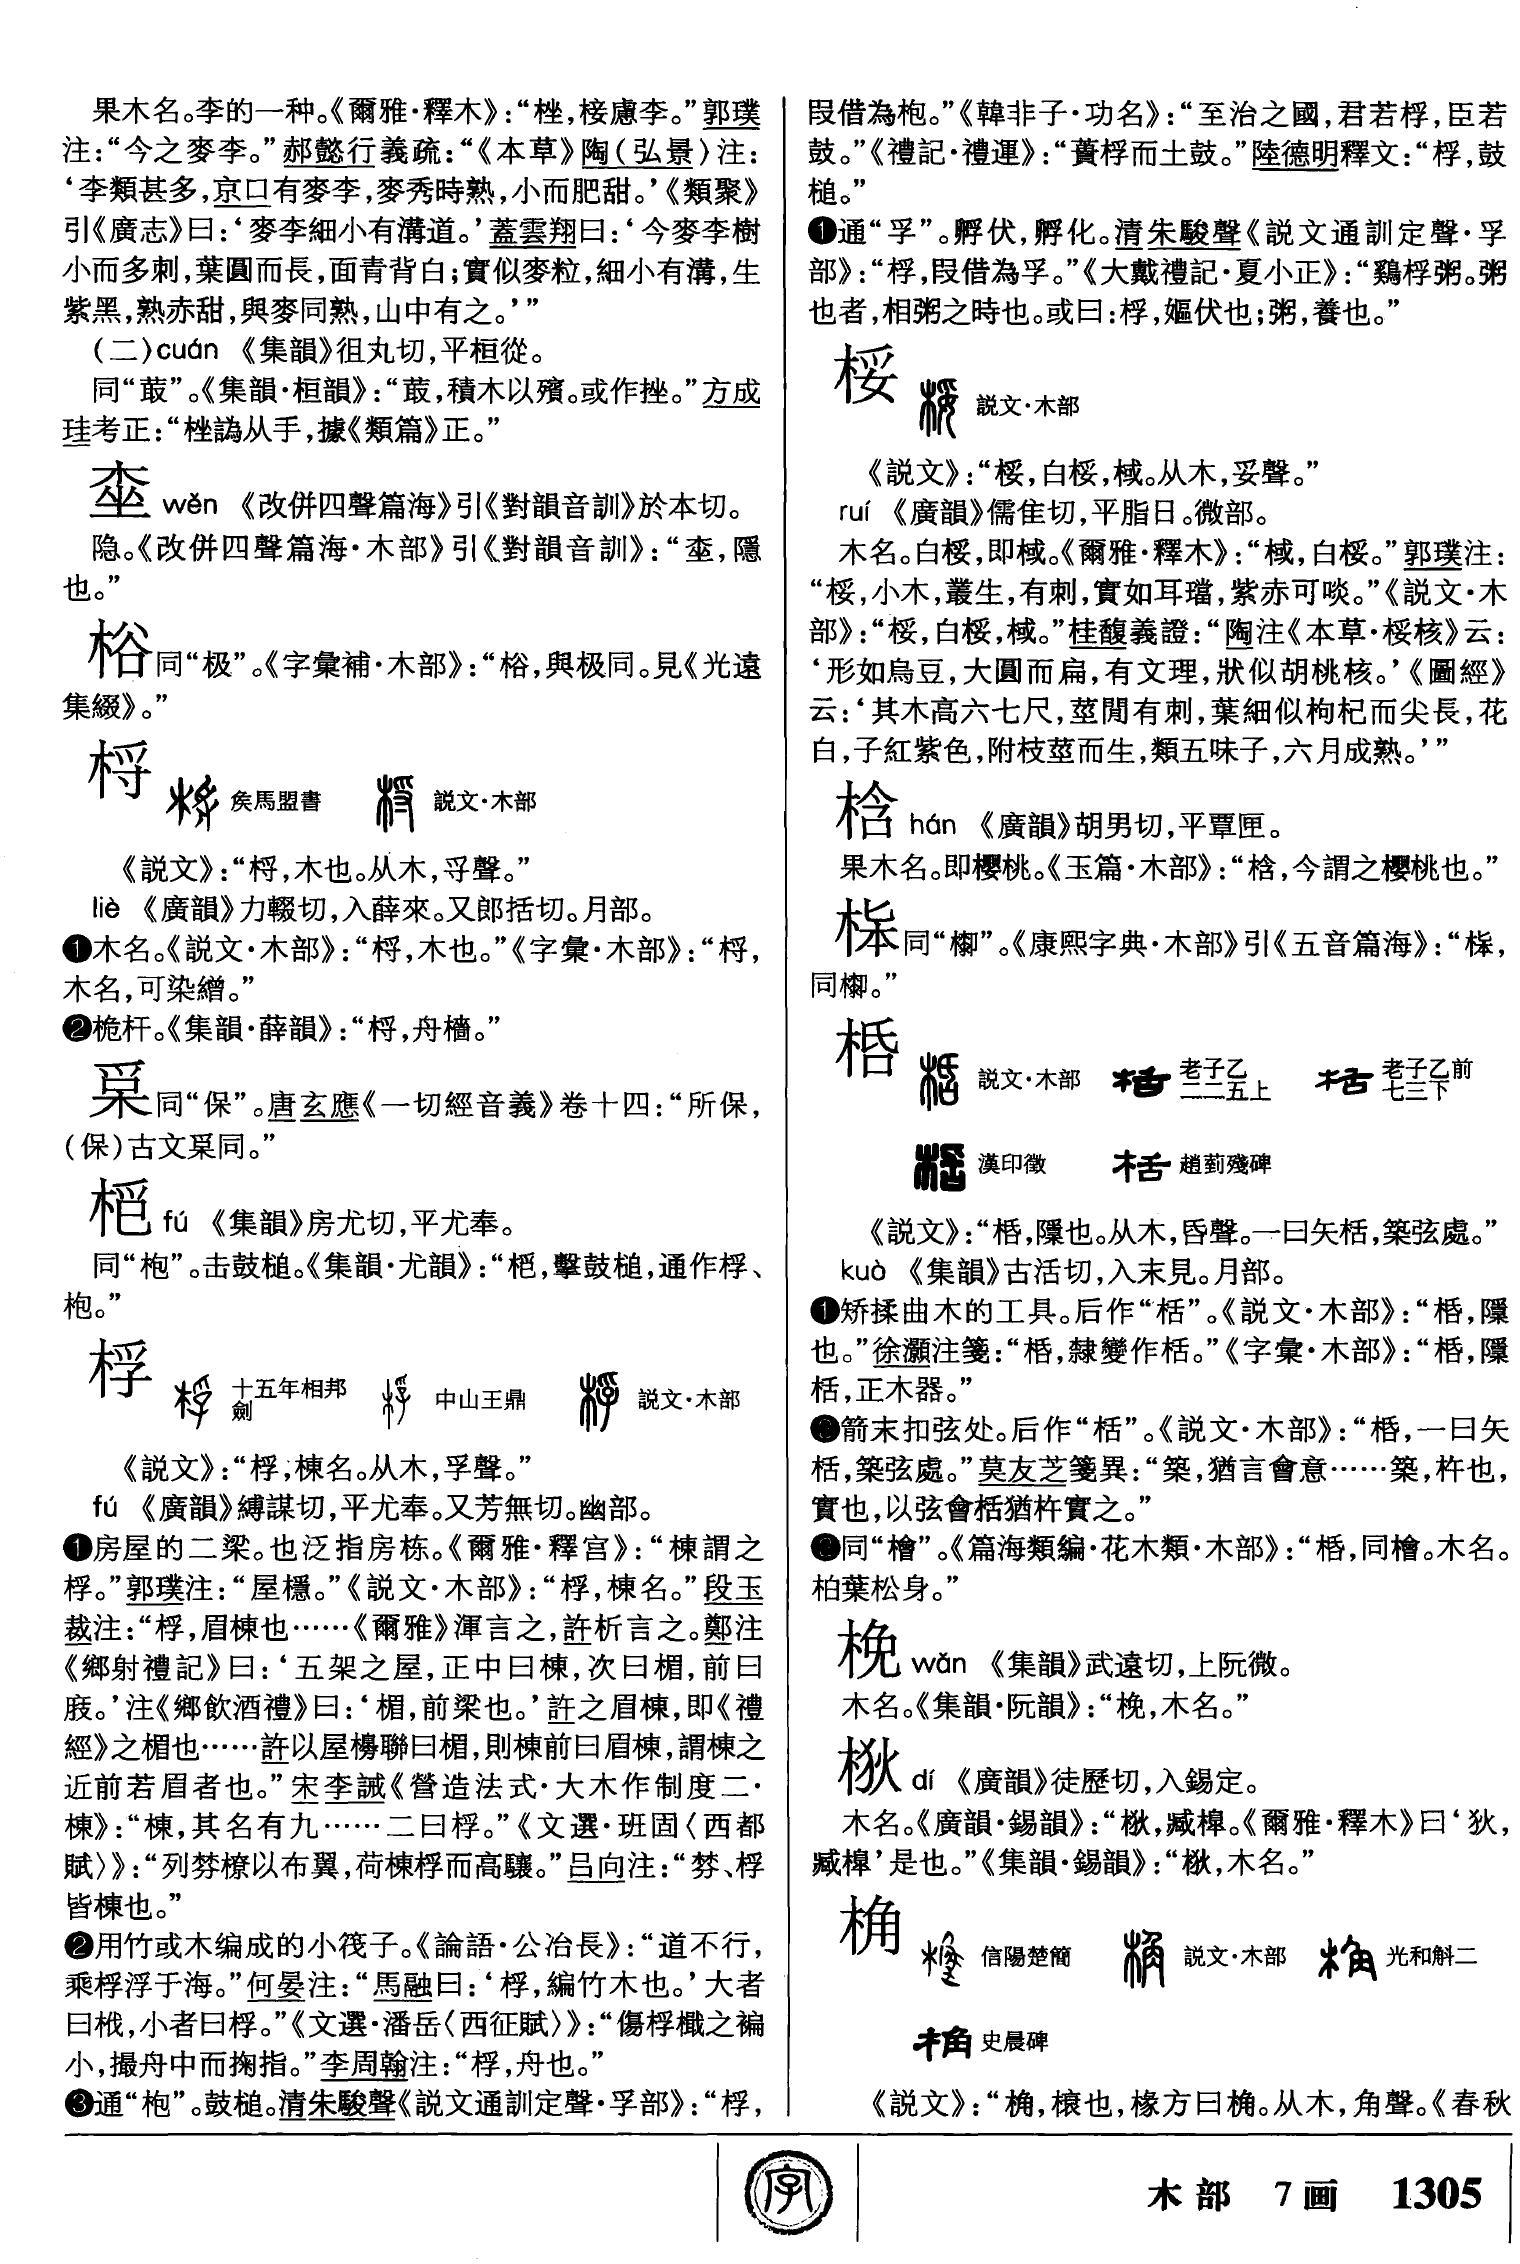 果木名。李的一种。《爾雅·釋木》：“桵，椄慮李。”郭璞
注：“今之麥李。”郝懿行義疏：“《本草》陶（弘景）注：
‘李類甚多，京口有麥李，麥秀時熟，小而肥甜。’《類聚》
引《廣志》曰：‘麥李細小有溝道。’蓋雲翔曰：‘今麥李樹
小而多刺，葉圓而長，面青背白；實似麥粒，細小有溝，生
紫黑，熟赤甜，與麥同熟，山中有之。’”
（二）cuán 《集韻》徂丸切，平桓從。
同“菆”。《集韻·桓韻》：“菆，積木以殯。或作挫。”方成
珪考正：“桽譌从手，據《類篇》正。”
wěn 《改併四聲篇海》引《對韻音訓》於本切。
隐。《改併四聲篇海·木部》引《對韻音訓》：“，隱
也。”
梒同“极”。《字彙補·木部》：“，與极同。見《光遠
集綴》。”
桴 矦馬盟書 説文·木部
《説文》：“桴，木也。从木，寽聲。”
liè 《廣韻》力輟切，入薛來。又郎括切。月部。
❶木名。《説文·木部》：“桴，木也。”《字彙·木部》：“桴，
木名，可染繒。”
❷桅杆。《集韻·薛韻》：“桴，舟檣。”
同“保”。唐玄應《一切經音義》卷十四：“所保，
（保）古文同。”
fú 《集韻》房尤切，平尤奉。
同“枹”。击鼓槌。《集韻·尤韻》：“，擊鼓槌，通作桴、
枹。”
桴 十五年相邦劍 中山王鼎 説文·木部
《説文》：“桴，棟名。从木，孚聲。”
fú 《廣韻》縛謀切，平尤奉。又芳無切。幽部。
❶房屋的二梁。也泛指房栋。《爾雅·釋宫》：“棟謂之
桴。”郭璞注：“屋檼。”《説文·木部》：“桴，棟名。”段玉
裁注：“桴，眉棟也……《爾雅》渾言之，許析言之。鄭注
《鄉射禮記》曰：‘五架之屋，正中曰棟，次曰楣，前曰
庪。’注《鄉飲酒禮》曰：‘楣，前梁也。’許之眉棟，即《禮
經》之楣也……許以屋櫋聯曰楣，則棟前曰眉棟，謂棟之
近前若眉者也。”宋李誡《營造法式·大木作制度二·
棟》：“棟，其名有九……二曰桴。”《文選·班固〈西都
賦〉》：“列棼橑以布翼，荷棟桴而高驤。”吕向注：“棼、桴
皆棟也。”
❷用竹或木编成的小筏子。《論語·公冶長》：“道不行，
乘桴浮于海。”何晏注：“馬融曰：‘桴，編竹木也。’大者
曰栰，小者曰桴。”《文選·潘岳〈西征賦〉》：“傷桴檝之褊
小，撮舟中而掬指。”李周翰注：“桴，舟也。”
❸通“枹”。鼓槌。清朱駿聲《説文通訓定聲·孚部》：“桴，
叚借為枹。”《韓非子·功名》：“至治之國，君若桴，臣若
鼓。”《禮記·禮運》：“蕢桴而土鼓。”陸德明釋文：“桴，鼓
槌。”
❹通“孚”。孵伏，孵化。清朱駿聲《説文通訓定聲·孚
部》：“桴，叚借為孚。”《大戴禮記·夏小正》：“鷄桴粥。粥
也者，相粥之時也。或曰：桴，嫗伏也；粥，養也。”
桵 説文·木部
《説文》：“桵，白桵，棫。从木，妥聲。”
ruí 《廣韻》儒隹切，平脂日。微部。
木名。白桵，即棫。《爾雅·釋木》：“棫，白桵。”郭璞注：
“桵，小木，叢生，有刺，實如耳璫，紫赤可啖。”《説文·木
部》：“桵，白桵，棫。”桂馥義證：“陶注《本草·桵核》云：
‘形如烏豆，大圓而扁，有文理，狀似胡桃核。’《圖經》
云：‘其木高六七尺，莖閒有刺，葉細似枸杞而尖長，花
白，子紅紫色，附枝莖而生，類五味子，六月成熟。’”
梒 hán 《廣韻》胡男切，平覃匣。
果木名。即櫻桃。《玉篇·木部》：“梒，今謂之櫻桃也。”
同“櫛”。《康熙字典·木部》引《五音篇海》：“，
同櫛。”
桰 説文·木部 老子乙二二五上 老子乙前七三下
漢印徵 趙菿殘碑
《説文》：“桰，檃也。从木，昏聲。一曰矢栝，築弦處。”
kuò 《集韻》古活切，入末見。月部。
❶矫揉曲木的工具。后作“栝”。《説文·木部》：“桰，檃
也。”徐灝注箋：“桰，隸變作栝。”《字彙·木部》：“桰，檃
栝，正木器。”
❷箭末扣弦处。后作“栝”。《説文·木部》：“桰，一曰矢
栝，築弦處。”莫友芝箋異：“築，猶言會意……築，杵也，
實也，以弦會栝猶杵實之。”
❸同“檜”。《篇海類編·花木類·木部》：“桰，同檜。木名。
柏葉松身。”
梚 wǎn 《集韻》武遠切，上阮微。
木名。《集韻·阮韻》：“梚，木名。”
梑 dí 《廣韻》徒歷切，入錫定。
木名。《廣韻·錫韻》：“梑，臧槔。《爾雅·釋木》曰‘狄，
臧槔’是也。”《集韻·錫韻》：“梑，木名。”
桷 信陽楚簡 説文·木部 光和斛二
史晨碑
《説文》：“桷，榱也，椽方曰桷。从木，角聲。《春秋
字
木部 7画 1305